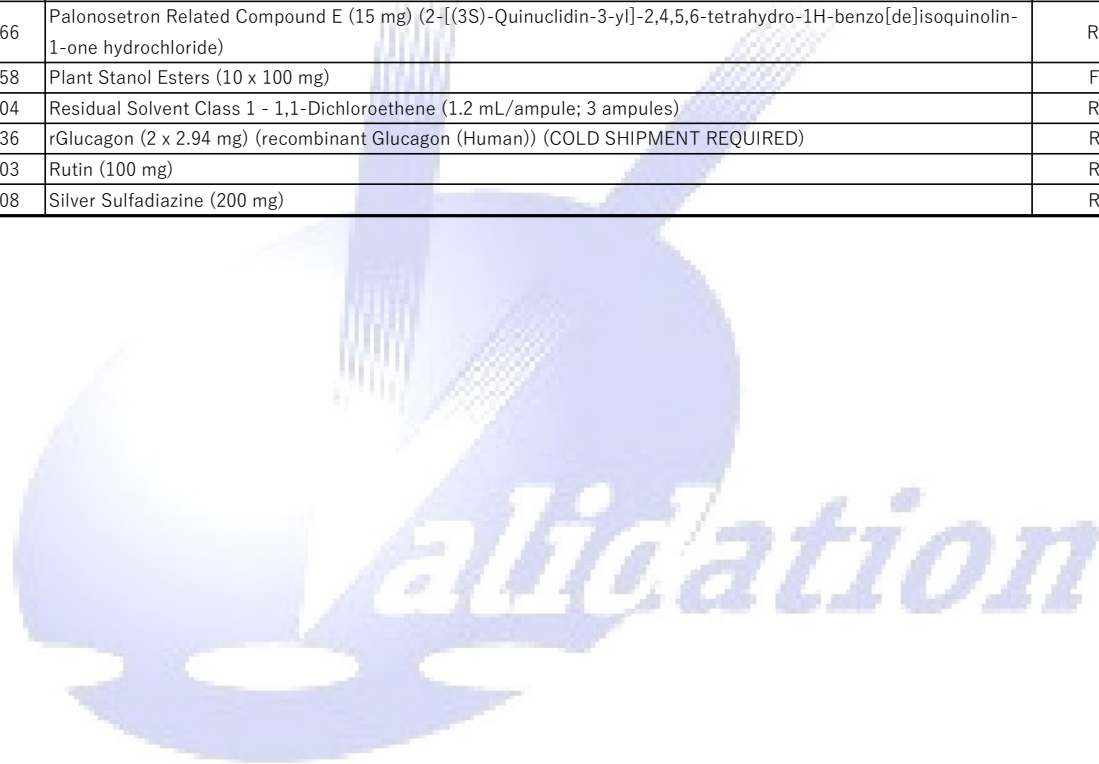 66 Palonosetron Related Compound E (15 mg) (2-[(3S)-Quinuclidin-3-yl]-2,4,5,6-tetrahydro-1H-benzo[de]isoquinolin- R
1-one hydrochloride)
58 Plant Stanol Esters (10 x 100 mg) F
04 Residual Solvent Class 1 - 1,1-Dichloroethene (1.2 mL/ampule; 3 ampules) R
36 rGlucagon (2 x 2.94 mg) (recombinant Glucagon (Human)) (COLD SHIPMENT REQUIRED) R
03 Rutin (100 mg) R
08 Silver Sulfadiazine (200 mg) R
Validation